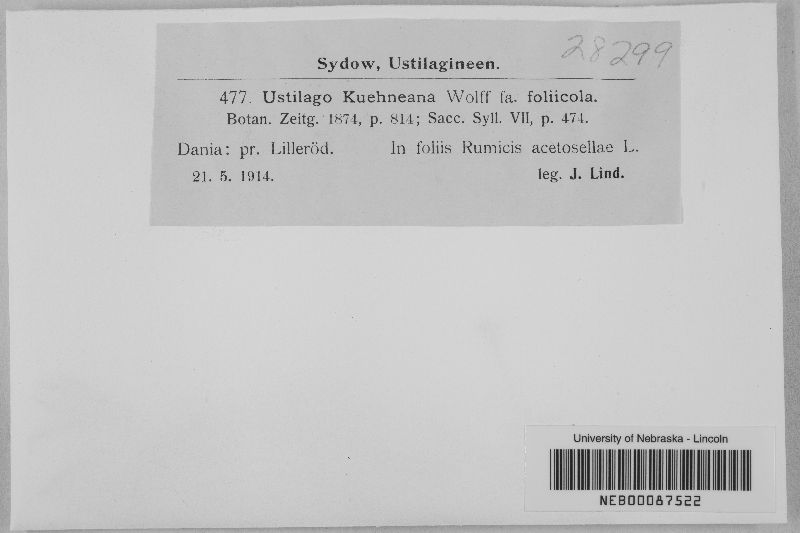 28299
Sydow, Ustilagineen.
477. Ustilago Kuehneana Wolff fa. foliicola.
Botan. Zeitg. 1874, p. 814; Sacc. Syll. VII, p. 474.
Dania: pr. Lilleröd. In foliis Rumicis acetosellae L.
21. 5. 1914. leg. J. Lind.
University of Nebraska - Lincoln
NEB00087522